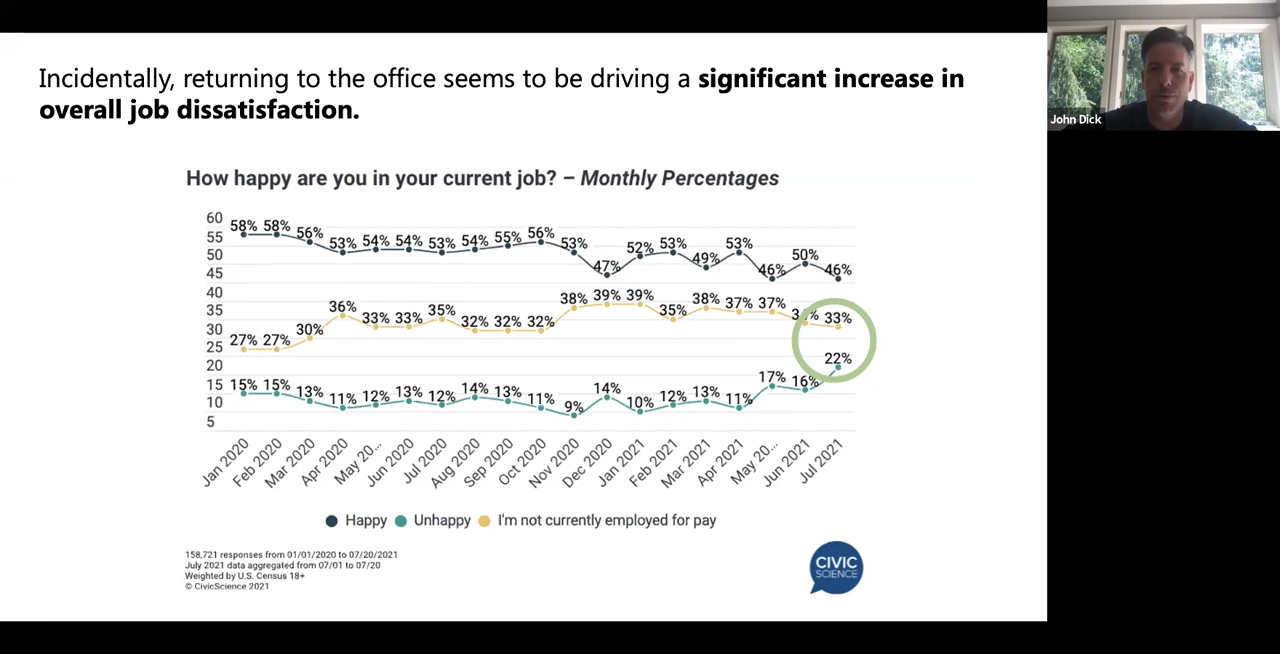 Incidentally, returning to the office seems to be driving a significant increase in
overall job dissatisfaction.
John Dick
How happy are you in your current job? – Monthly Percentages
60
55
50
45
40
35
30
25
20
15
10
5
58% 58% 56% 53% 54% 54% 53% 54% 55% 56% 53% 47% 52% 53% 49% 53% 46% 50% 46%
27% 27% 30% 36% 33% 33% 35% 32% 32% 32% 38% 39% 39% 35% 38% 37% 37% 33%
15% 15% 13% 11% 12% 13% 12% 14% 13% 11% 9% 14% 10% 12% 13% 11% 17% 16% 22%
Jan 2020 Feb 2020 Mar 2020 Apr 2020 May 20... Jun 2020 Jul 2020 Aug 2020 Sep 2020 Oct 2020 Nov 2020 Dec 2020 Jan 2021 Feb 2021 Mar 2021 Apr 2021 May 20... Jun 2021 Jul 2021
Happy Unhappy I'm not currently employed for pay
158,721 responses from 01/01/2020 to 07/20/2021
July 2021 data aggregated from 07/01 to 07/20
Weighted by U.S. Census 18+
© CivicScience 2021
CIVIC
SCIENCE